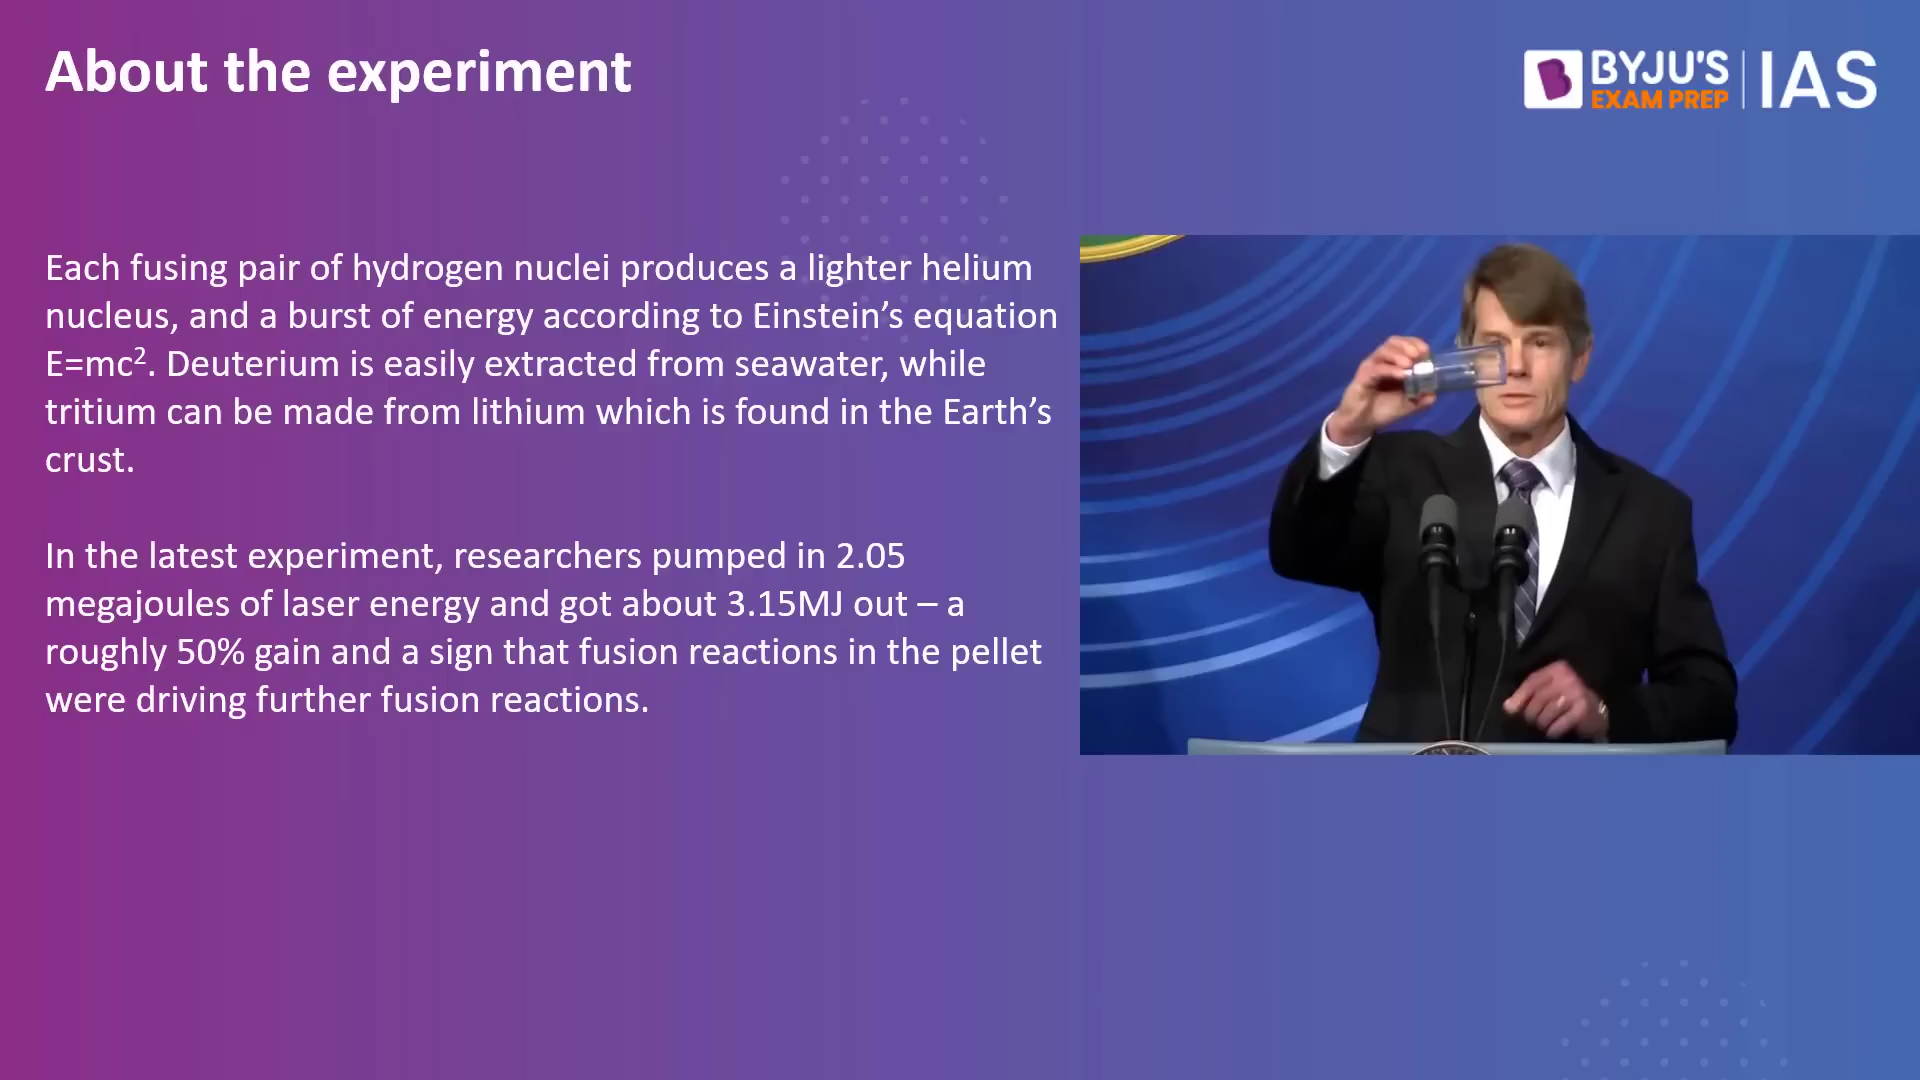 About the experiment
BYJU'S
EXAM PREP
IAS
Each fusing pair of hydrogen nuclei produces a lighter helium
nucleus, and a burst of energy according to Einstein’s equation
E=mc². Deuterium is easily extracted from seawater, while
tritium can be made from lithium which is found in the Earth’s
crust.
In the latest experiment, researchers pumped in 2.05
megajoules of laser energy and got about 3.15MJ out – a
roughly 50% gain and a sign that fusion reactions in the pellet
were driving further fusion reactions.